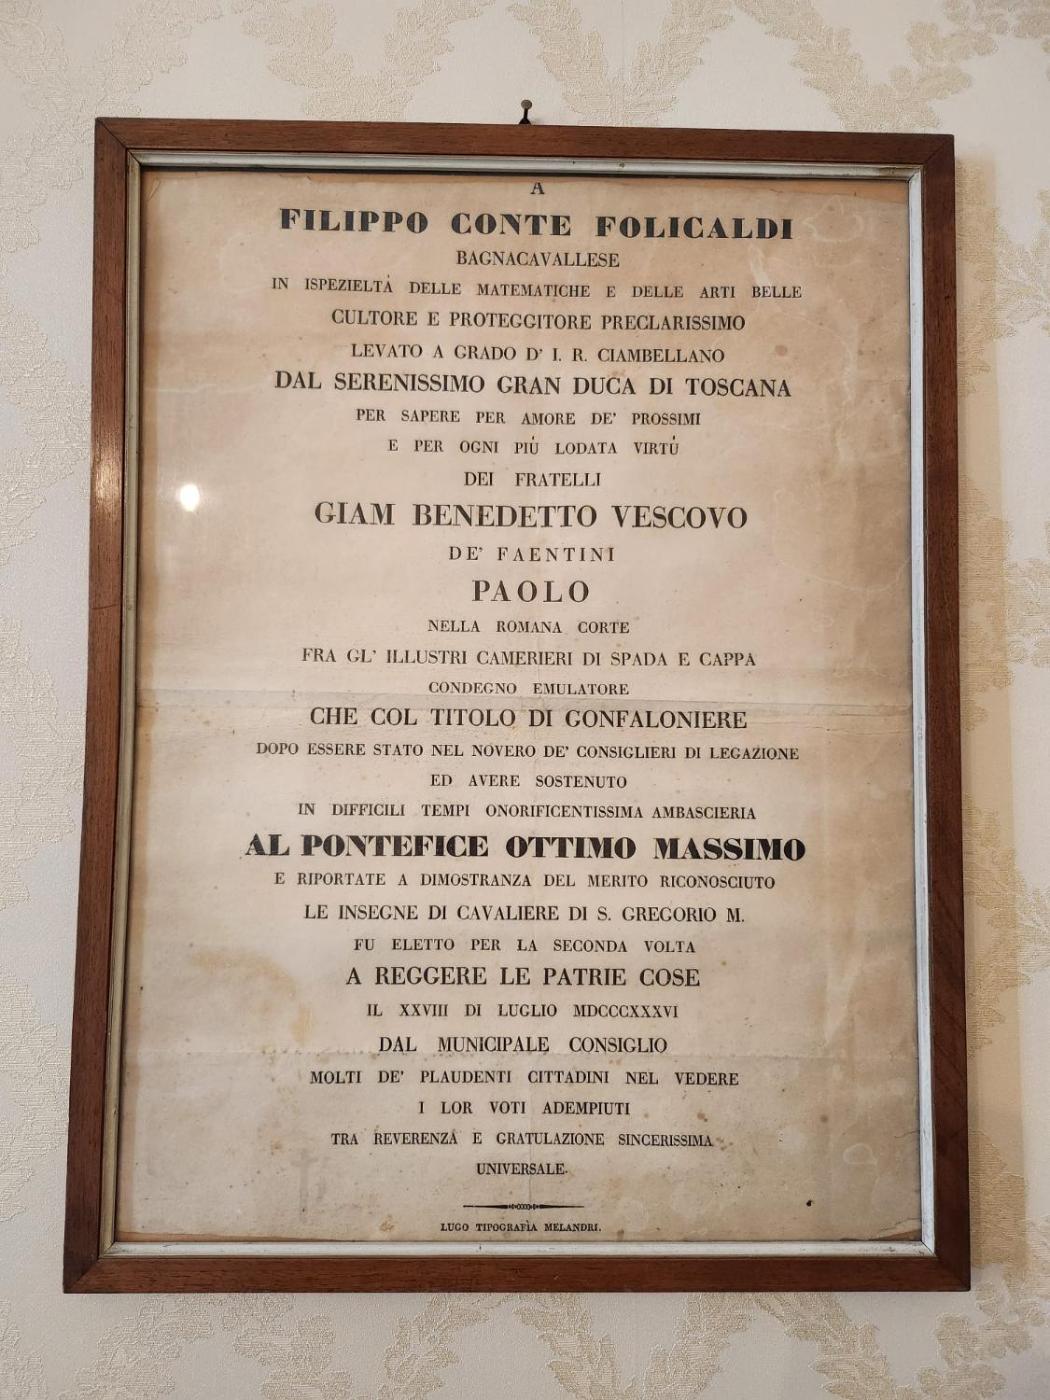 A
FILIPPO CONTE FOLICALDI
BAGNACAVALLESE
IN ISPEZIELTÀ DELLE MATEMATICHE E DELLE ARTI BELLE
CULTORE E PROTEGGITORE PRECLARISSIMO
LEVATO A GRADO D' I. R. CIAMBELLANO
DAL SERENISSIMO GRAN DUCA DI TOSCANA
PER SAPERE PER AMORE DE' PROSSIMI
E PER OGNI PIÚ LODATA VIRTÚ
DEI FRATELLI
GIAM BENEDETTO VESCOVO
DE' FAENTINI
PAOLO
NELLA ROMANA CORTE
FRA GL' ILLUSTRI CAMERIERI DI SPADA E CAPPA
CONDEGNO EMULATORE
CHE COL TITOLO DI GONFALONIERE
DOPO ESSERE STATO NEL NOVERO DE' CONSIGLIERI DI LEGAZIONE
ED AVERE SOSTENUTO
IN DIFFICILI TEMPI ONORIFICENTISSIMA AMBASCIERIA
AL PONTEFICE OTTIMO MASSIMO
E RIPORTATE A DIMOSTRANZA DEL MERITO RICONOSCIUTO
LE INSEGNE DI CAVALIERE DI S. GREGORIO M.
FU ELETTO PER LA SECONDA VOLTA
A REGGERE LE PATRIE COSE
IL XXVIII DI LUGLIO MDCCCXXXVI
DAL MUNICIPALE CONSIGLIO
MOLTI DE' PLAUDENTI CITTADINI NEL VEDERE
I LOR VOTI ADEMPIUTI
TRA REVERENZA E GRATULAZIONE SINCERISSIMA
UNIVERSALE.
LUGO TIPOGRAFÌA MELANDRI.